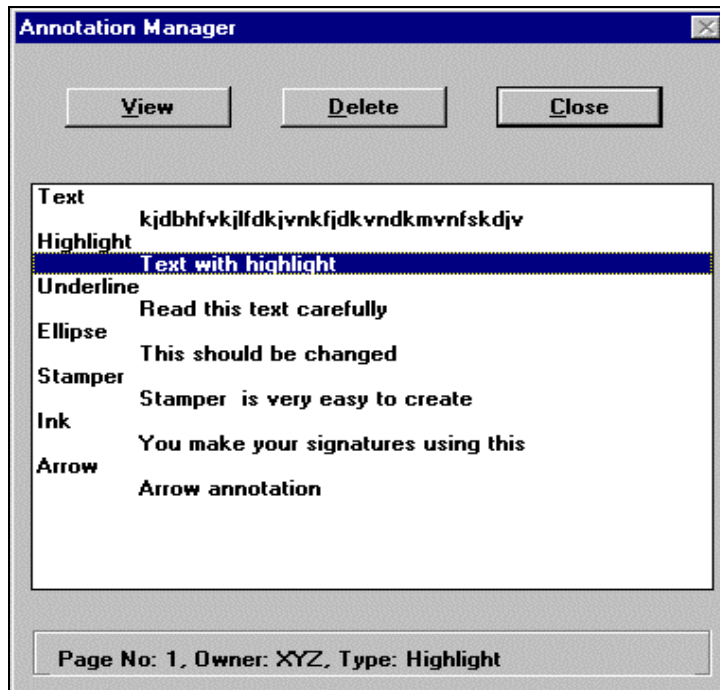 Annotation Manager
View Delete Close
Text
kjdbhfvkjlfdkjvnkfjdkvndkmvnfskdjv
Highlight
Text with highlight
Underline
Read this text carefully
Ellipse
This should be changed
Stamper
Stamper  is very easy to create
Ink
You make your signatures using this
Arrow
Arrow annotation
Page No: 1, Owner: XYZ, Type: Highlight